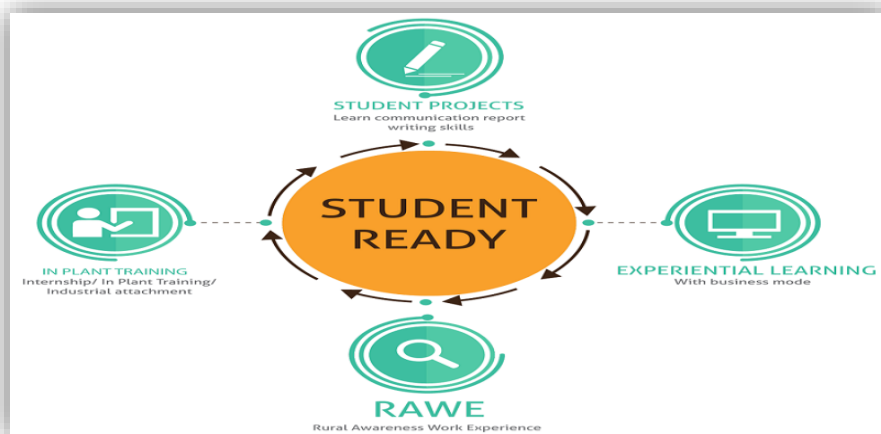 STUDENT PROJECTS
Learn communication report
writing skills
STUDENT
READY
IN PLANT TRAINING
Internship/ In Plant Training/
Industrial attachment
EXPERIENTIAL LEARNING
With business mode
RAWE
Rural Awareness Work Experience